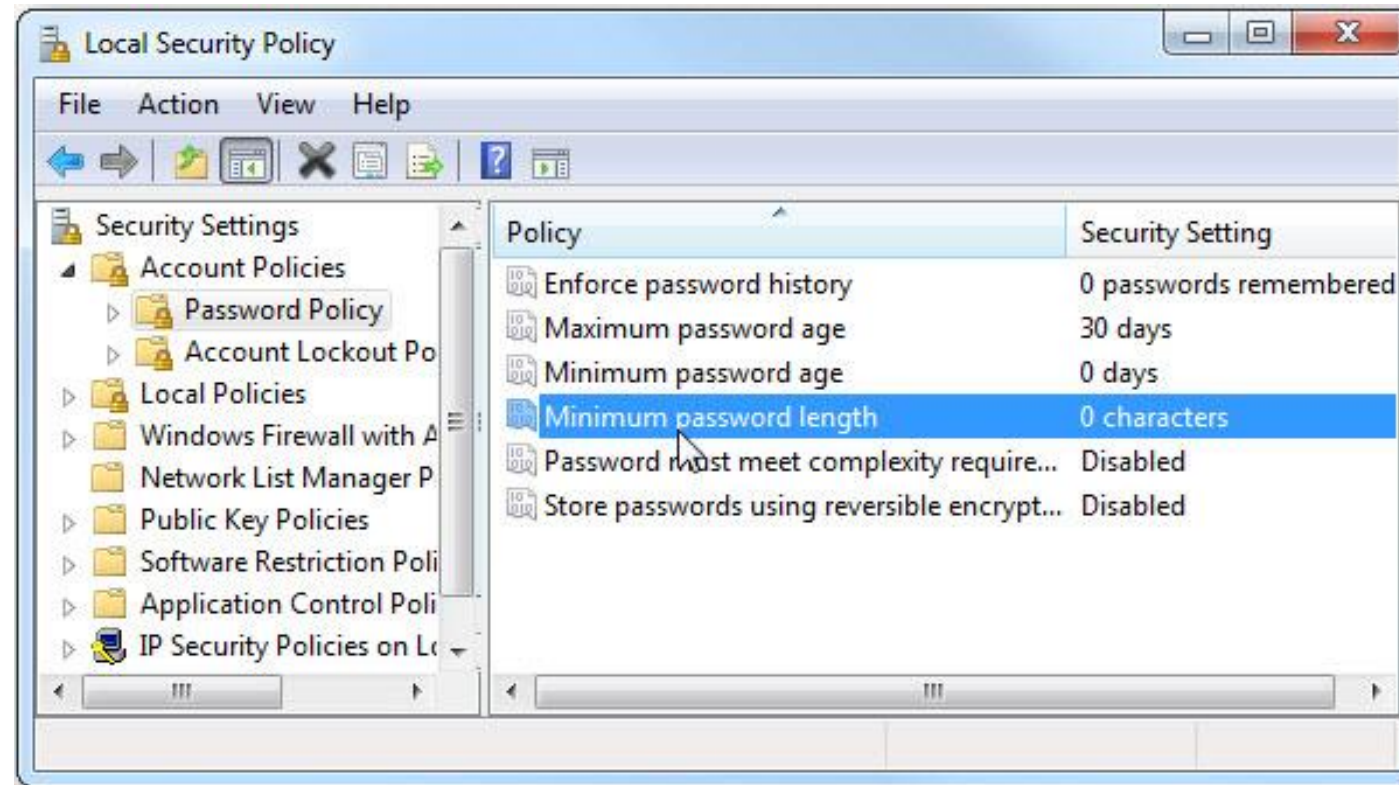 Local Security Policy
File Action View Help
Security Settings
Account Policies
Password Policy
Account Lockout Po
Local Policies
Windows Firewall with A
Network List Manager P
Public Key Policies
Software Restriction Poli
Application Control Poli
IP Security Policies on Lo
Policy Security Setting
Enforce password history 0 passwords remembered
Maximum password age 30 days
Minimum password age 0 days
Minimum password length 0 characters
Password must meet complexity require... Disabled
Store passwords using reversible encrypt... Disabled